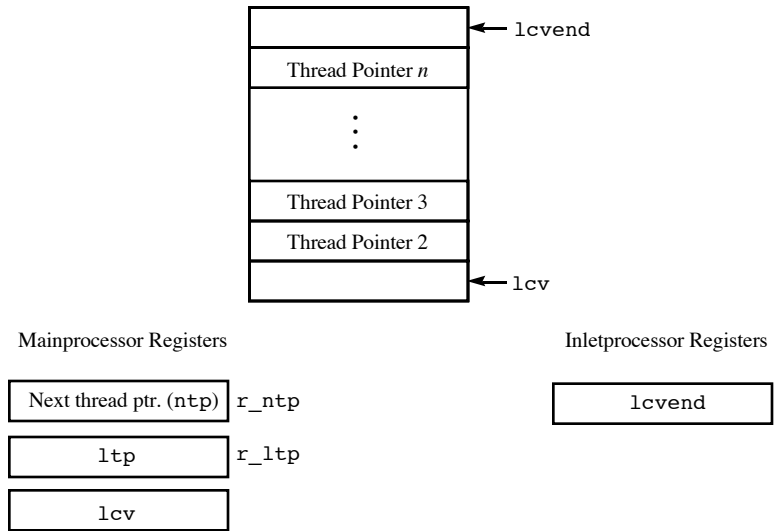 lcvend
Thread Pointer n
Thread Pointer 3
Thread Pointer 2
lcv
Mainprocessor Registers
Inletprocessor Registers
Next thread ptr. (ntp) r_ntp
lcvend
ltp r_ltp
lcv